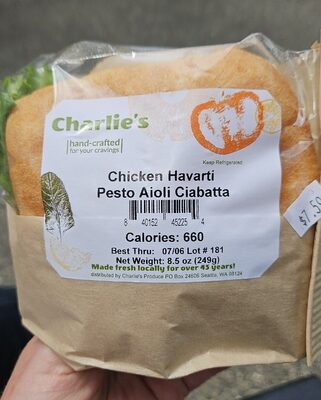 Charlie's
hand-crafted
for your cravings
Keep Refrigerated
Chicken Havarti
Pesto Aioli Ciabatta
8 40152 45225 4
Calories: 660
Best Thru: 07/06 Lot # 181
Net Weight: 8.5 oz (249g)
Made fresh locally for over 45 years!
distributed by Charlie's Produce PO Box 24606 Seattle, WA 98124
$7.50